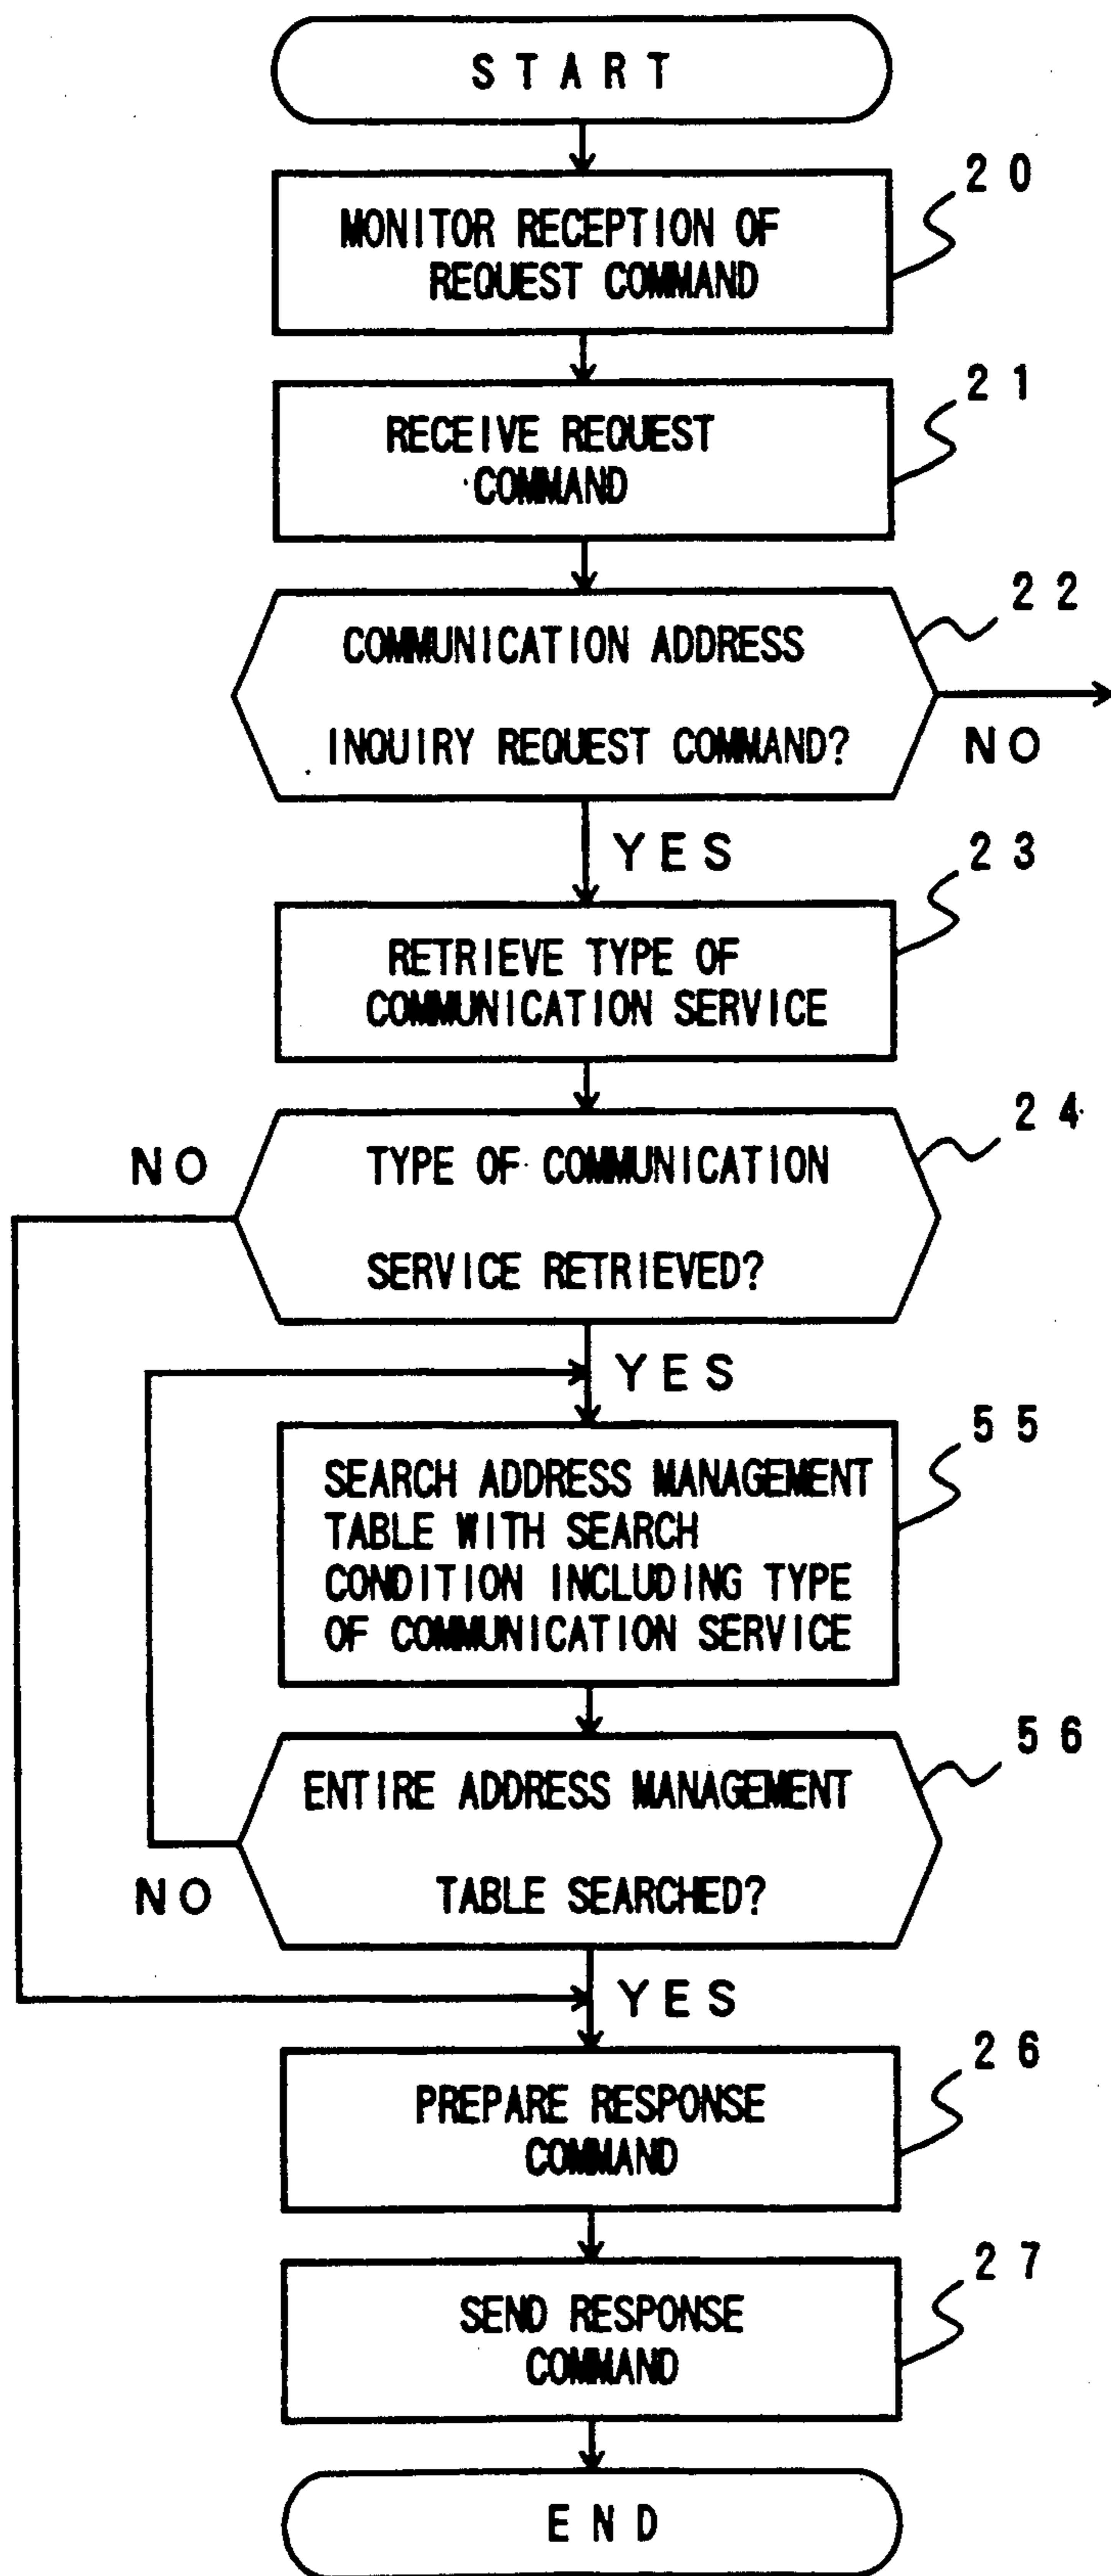 START
20
MONITOR RECEPTION OF
REQUEST COMMAND
21
RECEIVE REQUEST
COMMAND
22
COMMUNICATION ADDRESS
INQUIRY REQUEST COMMAND?
NO
YES
23
RETRIEVE TYPE OF
COMMUNICATION SERVICE
24
NO
TYPE OF COMMUNICATION
SERVICE RETRIEVED?
YES
55
SEARCH ADDRESS MANAGEMENT
TABLE WITH SEARCH
CONDITION INCLUDING TYPE
OF COMMUNICATION SERVICE
56
ENTIRE ADDRESS MANAGEMENT
TABLE SEARCHED?
NO
YES
26
PREPARE RESPONSE
COMMAND
27
SEND RESPONSE
COMMAND
END